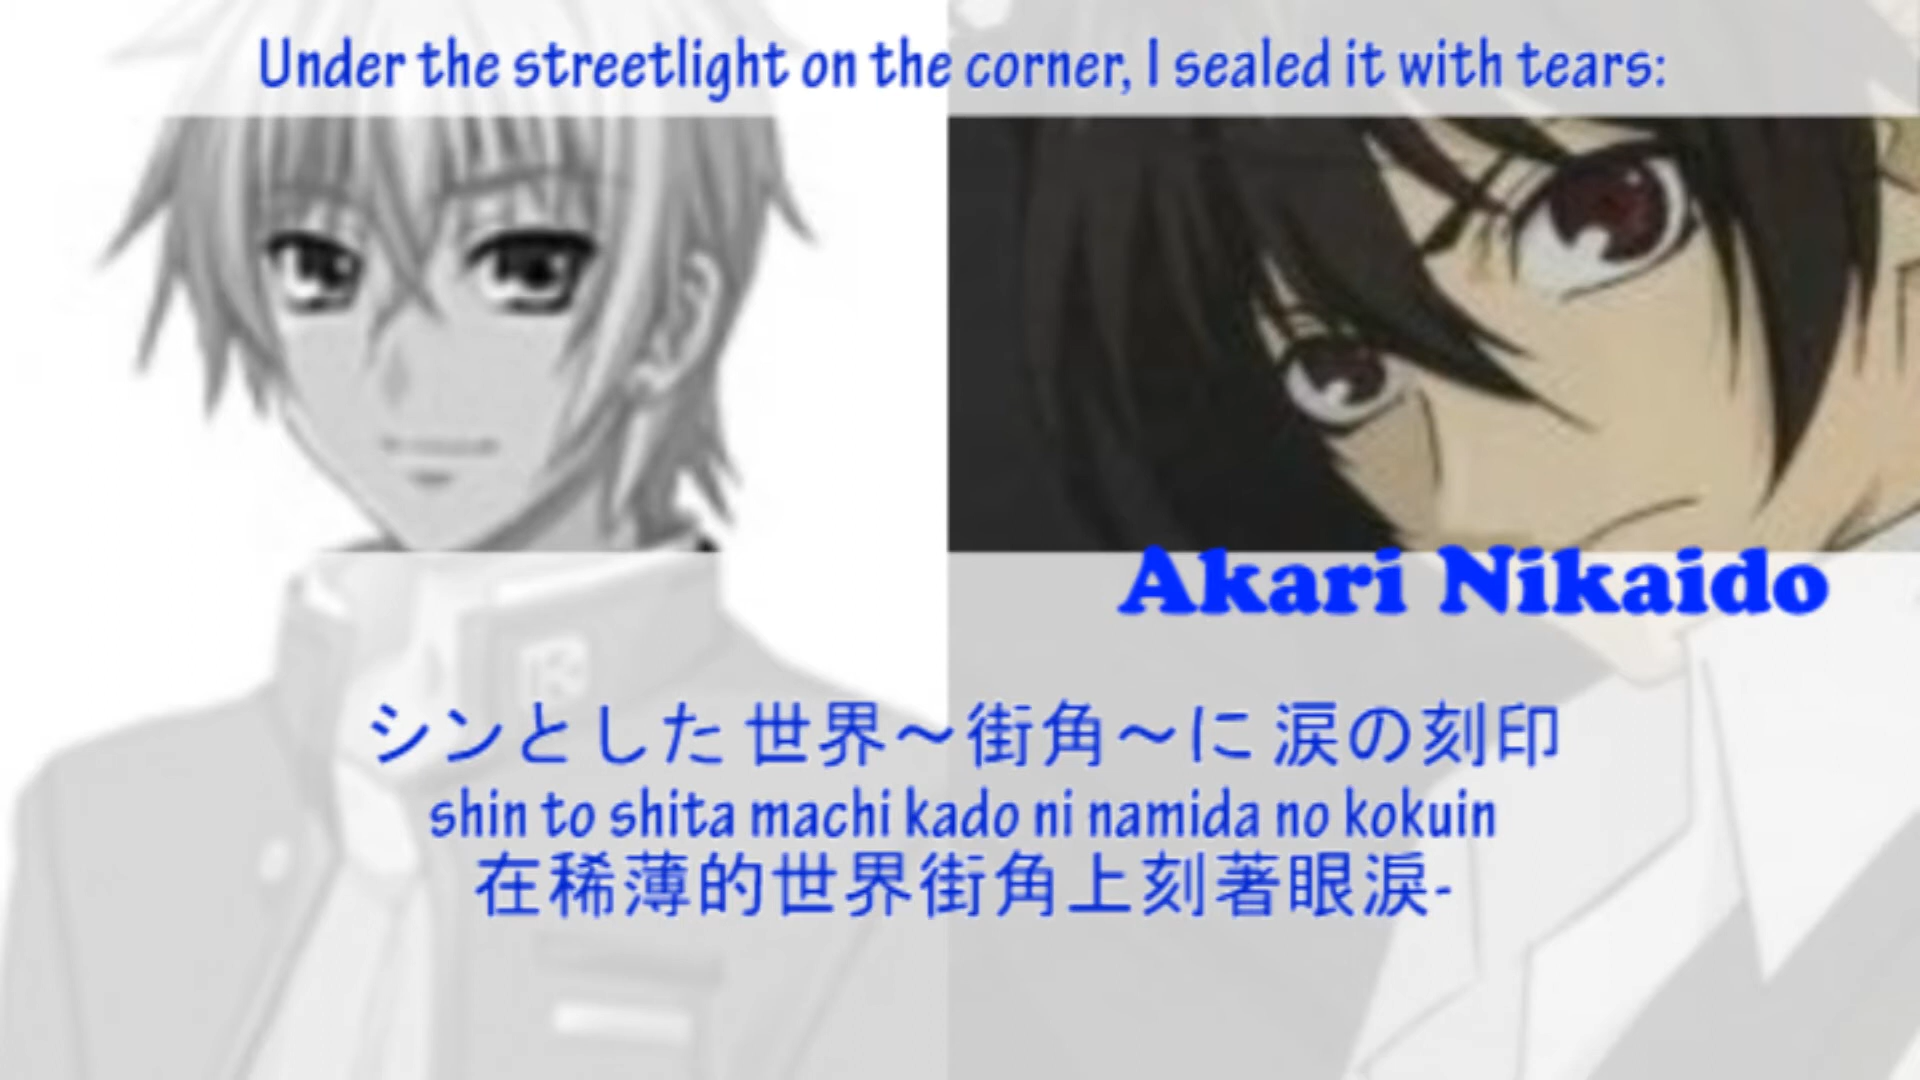 Under the streetlight on the corner, I sealed it with tears:
Akari Nikaido
シンとした 世界～街角～に 涙の刻印
shin to shita machi kado ni namida no kokuin
在稀薄的世界街角上刻著眼淚-